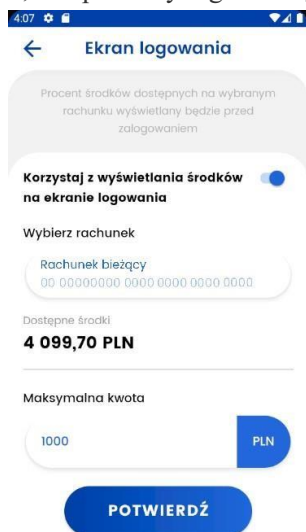 4:07
Ekran logowania
Procent środków dostępnych na wybranym
rachunku wyświetlany będzie przed
zalogowaniem
Korzystaj z wyświetlania środków
na ekranie logowania
Wybierz rachunek
Rachunek bieżący
00 00000000 0000 0000 0000 0000
Dostępne środki
4 099,70 PLN
Maksymalna kwota
1000 PLN
POTWIERDŹ